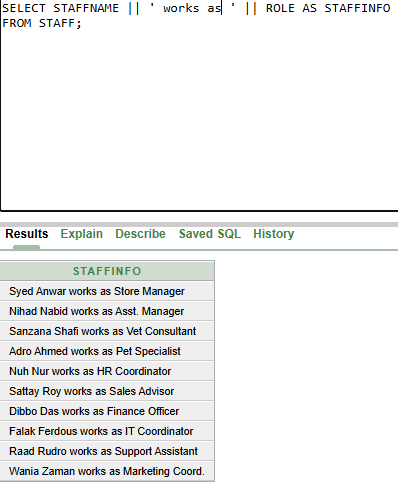 SELECT STAFFNAME || ' works as ' || ROLE AS STAFFINFO
FROM STAFF;
Results Explain Describe Saved SQL History
STAFFINFO
Syed Anwar works as Store Manager
Nihad Nabid works as Asst. Manager
Sanzana Shafi works as Vet Consultant
Adro Ahmed works as Pet Specialist
Nuh Nur works as HR Coordinator
Sattay Roy works as Sales Advisor
Dibbo Das works as Finance Officer
Falak Ferdous works as IT Coordinator
Raad Rudro works as Support Assistant
Wania Zaman works as Marketing Coord.